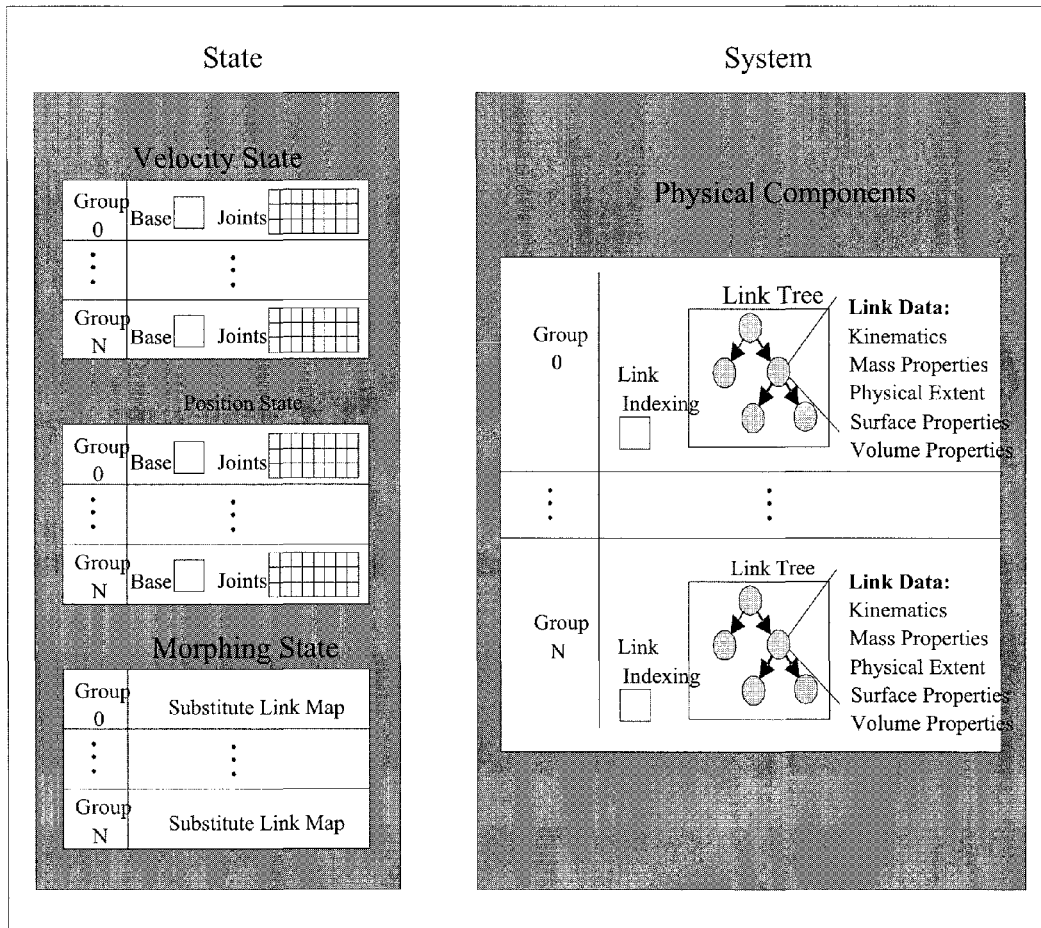 State
System
Velocity State
Group
0
Base
Joints
Group
N
Base
Joints
Position State
Group
0
Base
Joints
Group
N
Base
Joints
Morphing State
Group
0
Substitute Link Map
Group
N
Substitute Link Map
Physical Components
Group
0
Link
Indexing
Link Tree
Link Data:
Kinematics
Mass Properties
Physical Extent
Surface Properties
Volume Properties
Group
N
Link
Indexing
Link Tree
Link Data:
Kinematics
Mass Properties
Physical Extent
Surface Properties
Volume Properties